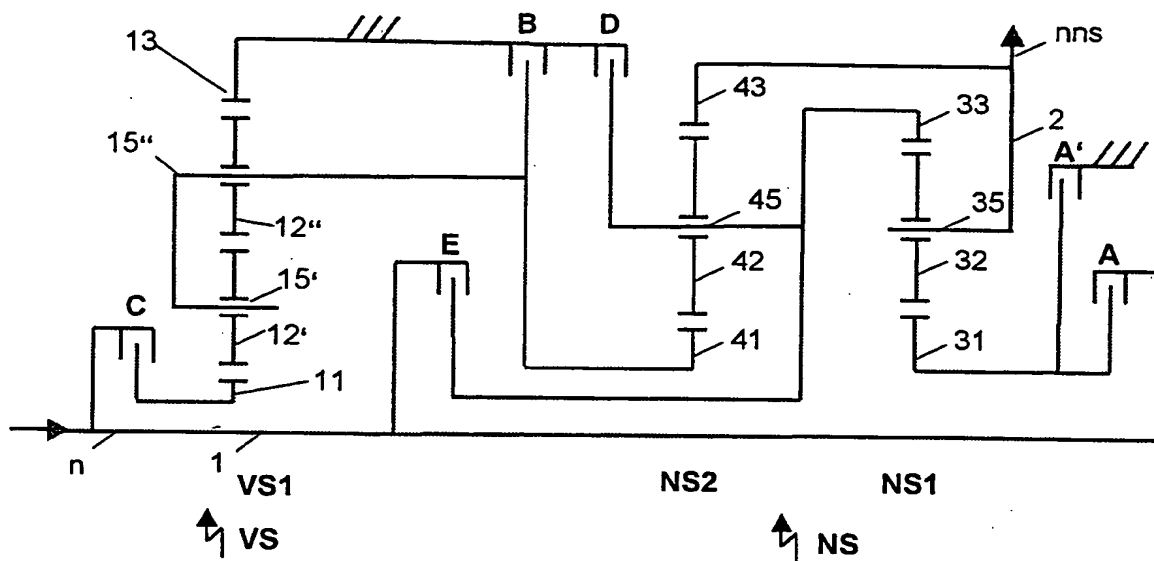 B D nns
13
43 33 2
15“ A‘
12“ 45 35
E 42 32 A
15‘
C
12‘ 41 31
11
n 1
VS1 NS2 NS1
VS NS